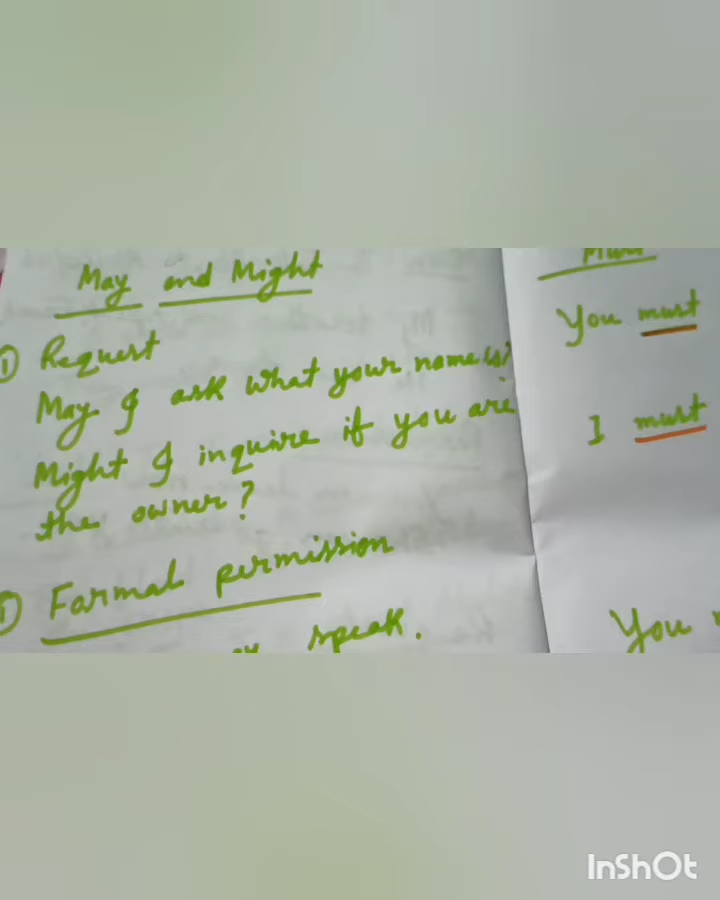 May and Might
① Request
May I ask what your name is?
Might I inquire if you are
the owner?
① Formal permission
speak.
Must
You must
I must
You
InShOt